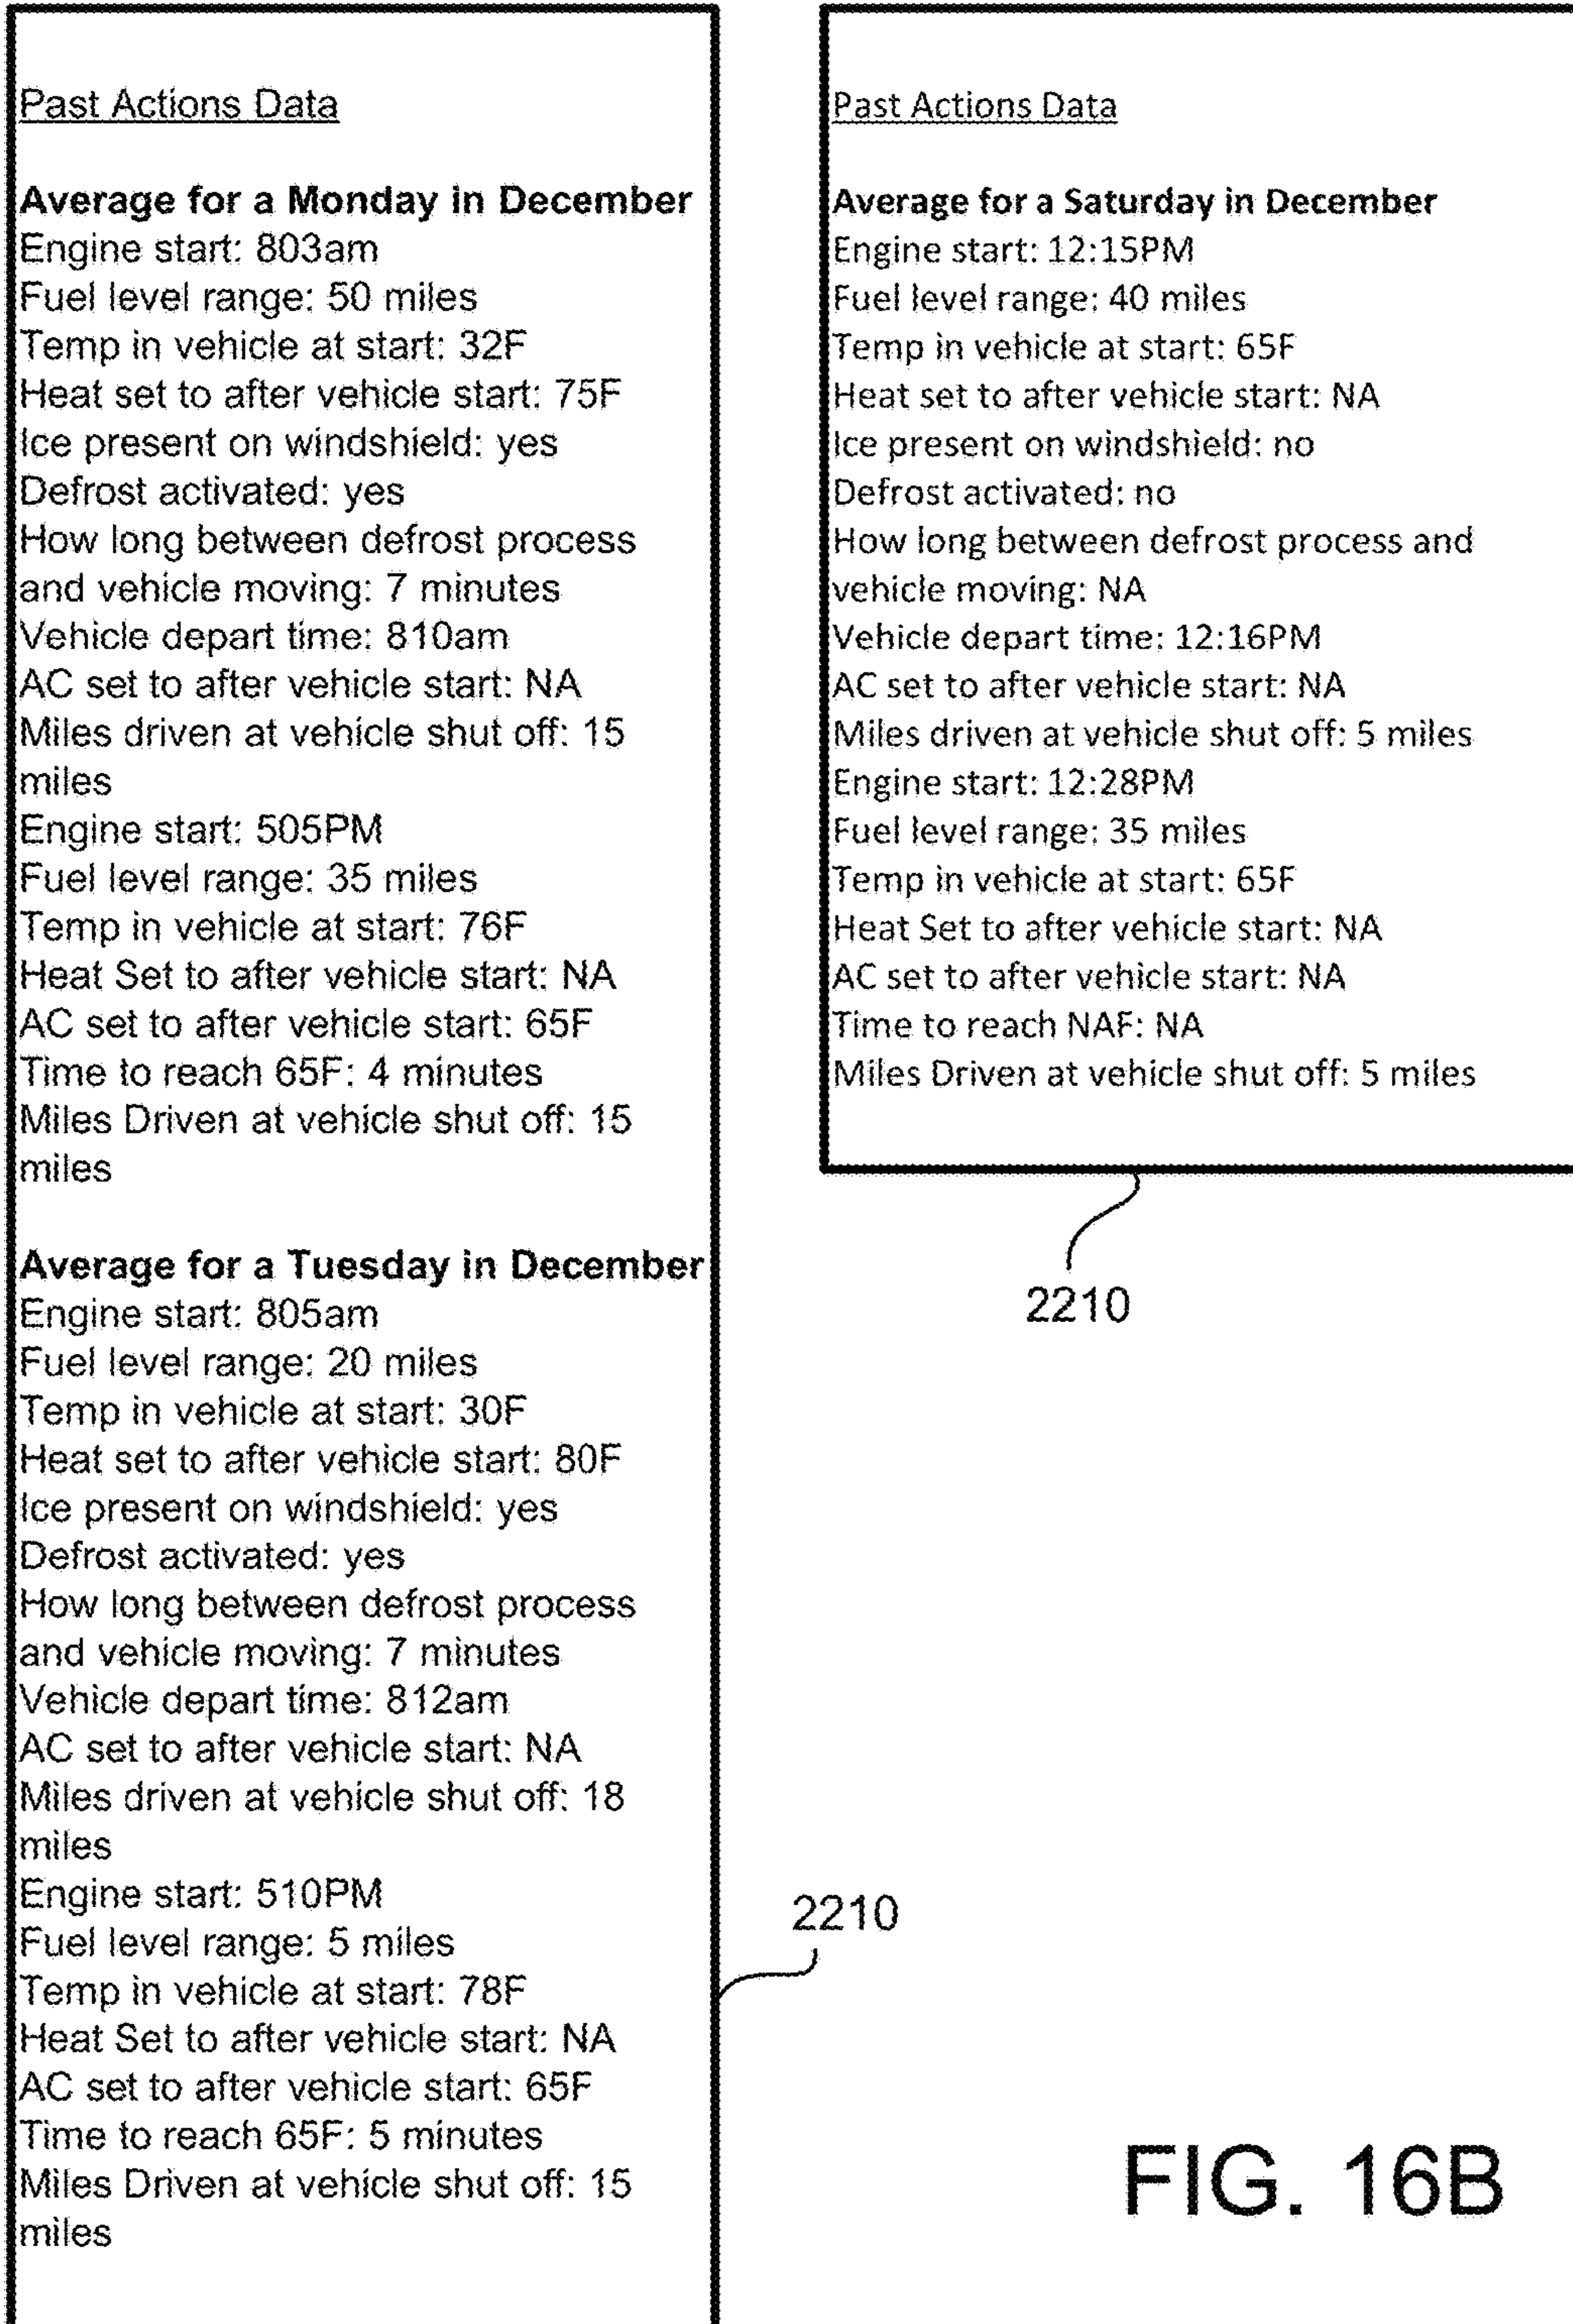 Past Actions Data
Average for a Monday in December
Engine start: 803am
Fuel level range: 50 miles
Temp in vehicle at start: 32F
Heat set to after vehicle start: 75F
Ice present on windshield: yes
Defrost activated: yes
How long between defrost process
and vehicle moving: 7 minutes
Vehicle depart time: 810am
AC set to after vehicle start: NA
Miles driven at vehicle shut off: 15
miles
Engine start: 505PM
Fuel level range: 35 miles
Temp in vehicle at start: 76F
Heat Set to after vehicle start: NA
AC set to after vehicle start: 65F
Time to reach 65F: 4 minutes
Miles Driven at vehicle shut off: 15
miles
Average for a Tuesday in December
Engine start: 805am
Fuel level range: 20 miles
Temp in vehicle at start: 30F
Heat set to after vehicle start: 80F
Ice present on windshield: yes
Defrost activated: yes
How long between defrost process
and vehicle moving: 7 minutes
Vehicle depart time: 812am
AC set to after vehicle start: NA
Miles driven at vehicle shut off: 18
miles
Engine start: 510PM
Fuel level range: 5 miles
Temp in vehicle at start: 78F
Heat Set to after vehicle start: NA
AC set to after vehicle start: 65F
Time to reach 65F: 5 minutes
Miles Driven at vehicle shut off: 15
miles
2210
Past Actions Data
Average for a Saturday in December
Engine start: 12:15PM
Fuel level range: 40 miles
Temp in vehicle at start: 65F
Heat set to after vehicle start: NA
Ice present on windshield: no
Defrost activated: no
How long between defrost process and
vehicle moving: NA
Vehicle depart time: 12:16PM
AC set to after vehicle start: NA
Miles driven at vehicle shut off: 5 miles
Engine start: 12:28PM
Fuel level range: 35 miles
Temp in vehicle at start: 65F
Heat Set to after vehicle start: NA
AC set to after vehicle start: NA
Time to reach NAF: NA
Miles Driven at vehicle shut off: 5 miles
2210
FIG. 16B